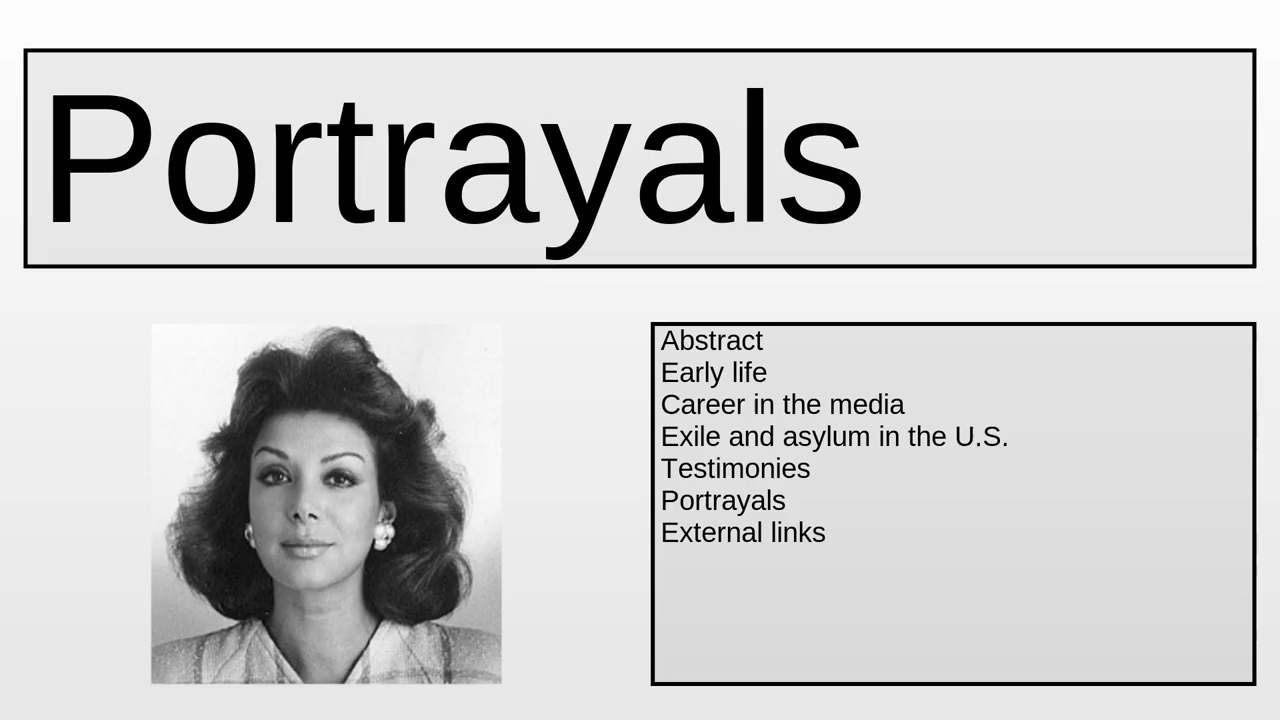 Portrayals
Abstract
Early life
Career in the media
Exile and asylum in the U.S.
Testimonies
Portrayals
External links